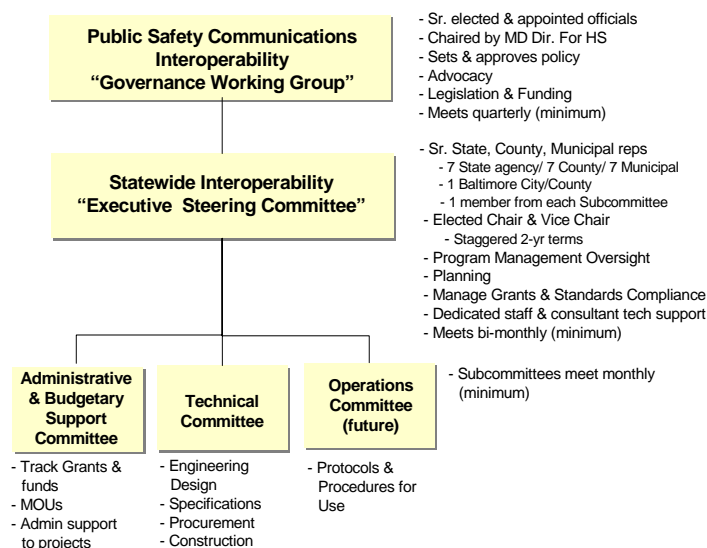 Public Safety Communications
Interoperability
“Governance Working Group”
- Sr. elected & appointed officials
- Chaired by MD Dir. For HS
- Sets & approves policy
- Advocacy
- Legislation & Funding
- Meets quarterly (minimum)
Statewide Interoperability
“Executive Steering Committee”
- Sr. State, County, Municipal reps
- 7 State agency/ 7 County/ 7 Municipal
- 1 Baltimore City/County
- 1 member from each Subcommittee
- Elected Chair & Vice Chair
- Staggered 2-yr terms
- Program Management Oversight
- Planning
- Manage Grants & Standards Compliance
- Dedicated staff & consultant tech support
- Meets bi-monthly (minimum)
Administrative
& Budgetary
Support
Committee
- Track Grants &
funds
- MOUs
- Admin support
to projects
Technical
Committee
- Engineering
Design
- Specifications
- Procurement
- Construction
Operations
Committee
(future)
- Protocols &
Procedures for
Use
- Subcommittees meet monthly
(minimum)